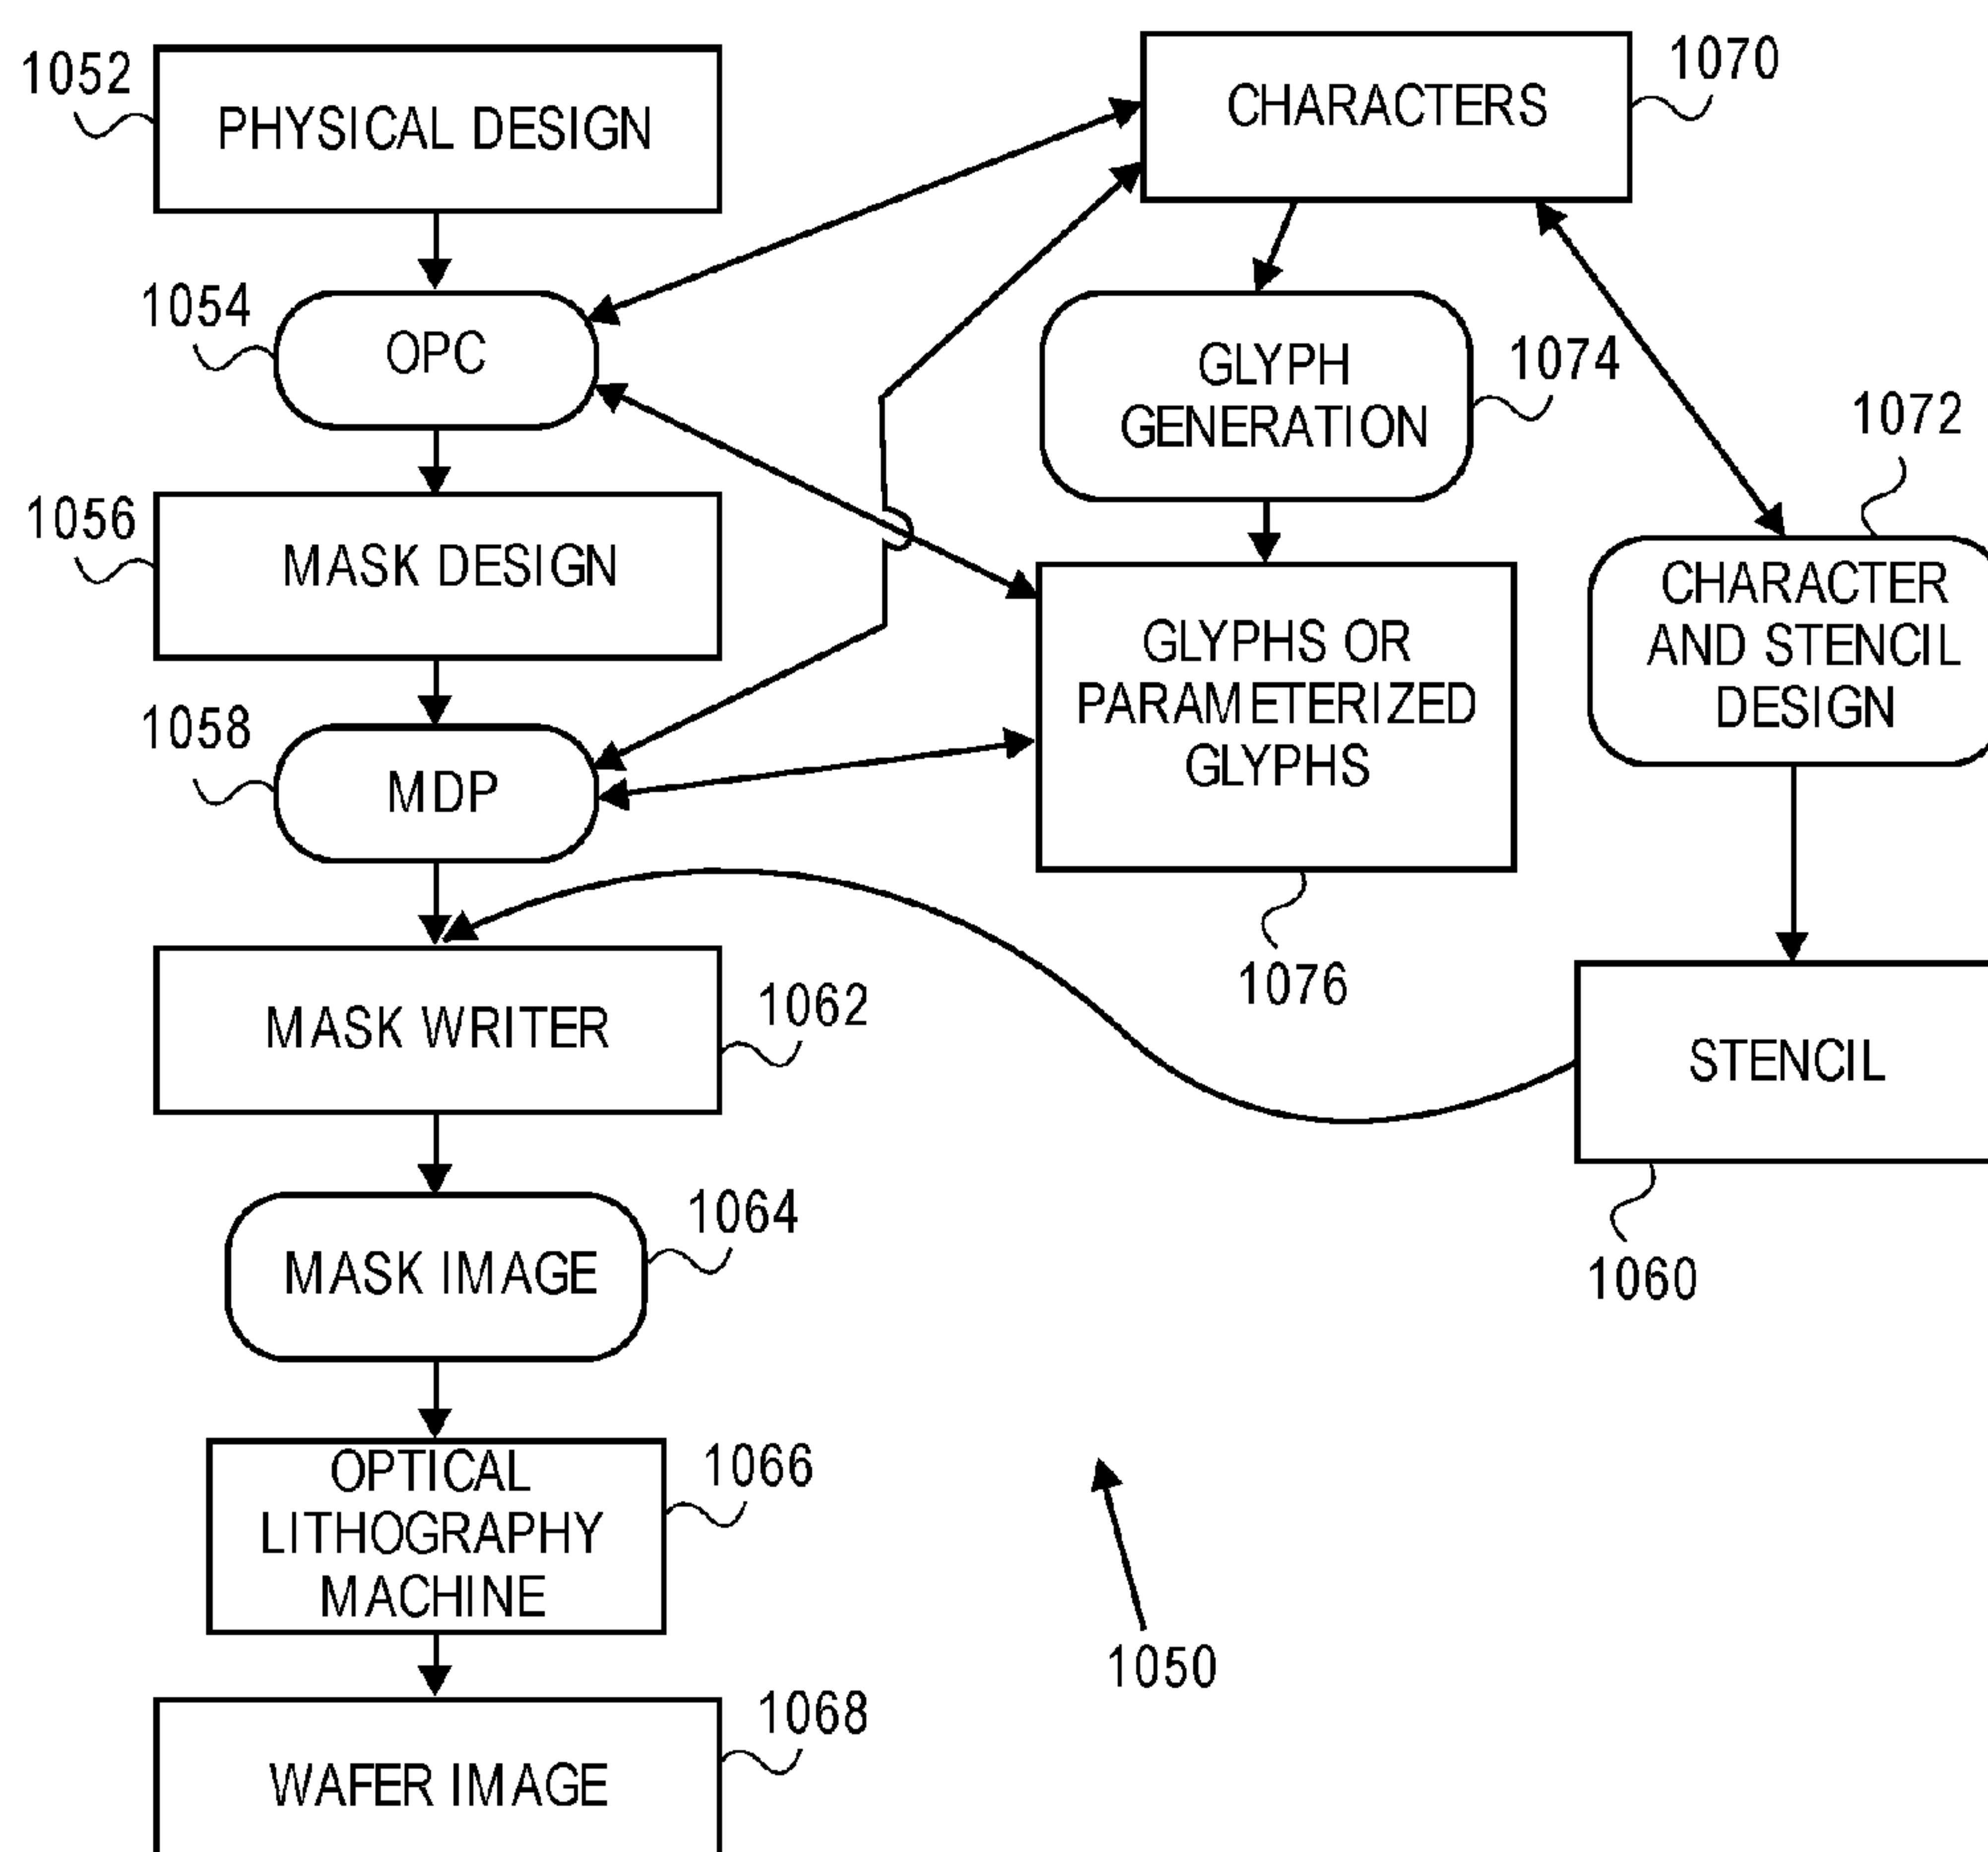 1052
PHYSICAL DESIGN
CHARACTERS
1070
1054
OPC
GLYPH
GENERATION
1074
1072
1056
MASK DESIGN
CHARACTER
AND STENCIL
DESIGN
GLYPHS OR
PARAMETERIZED
GLYPHS
1058
MDP
1076
MASK WRITER
1062
STENCIL
1060
MASK IMAGE
1064
OPTICAL
LITHOGRAPHY
MACHINE
1066
1050
WAFER IMAGE
1068